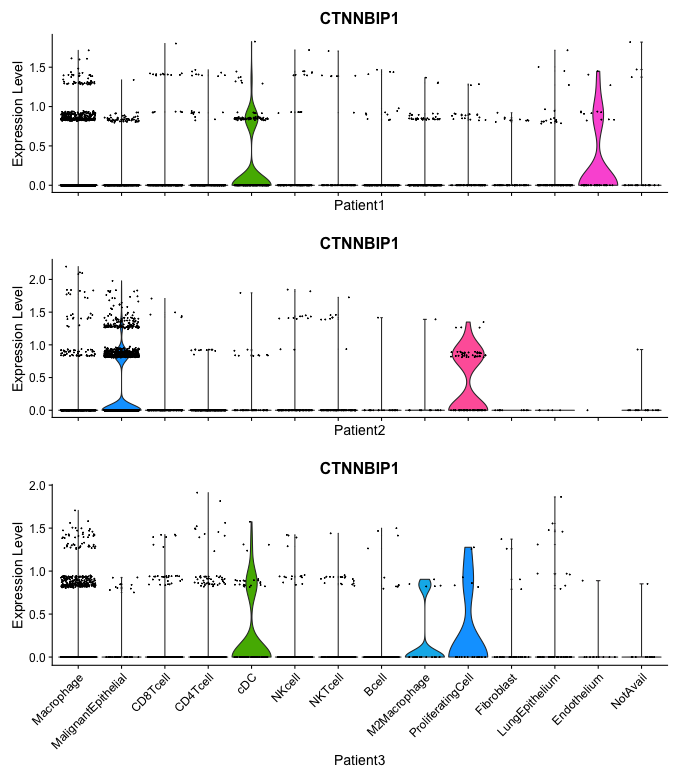 CTNNBIP1
Expression Level
1.5
1.0
0.5
0.0
Patient1
CTNNBIP1
Expression Level
2.0
1.5
1.0
0.5
0.0
Patient2
CTNNBIP1
Expression Level
2.0
1.5
1.0
0.5
0.0
Macrophage
MalignantEpithelial
CD8Tcell
CD4Tcell
cDC
NKcell
NKTcell
Bcell
M2Macrophage
ProliferatingCell
Fibroblast
LungEpithelium
Endothelium
NotAvail
Patient3